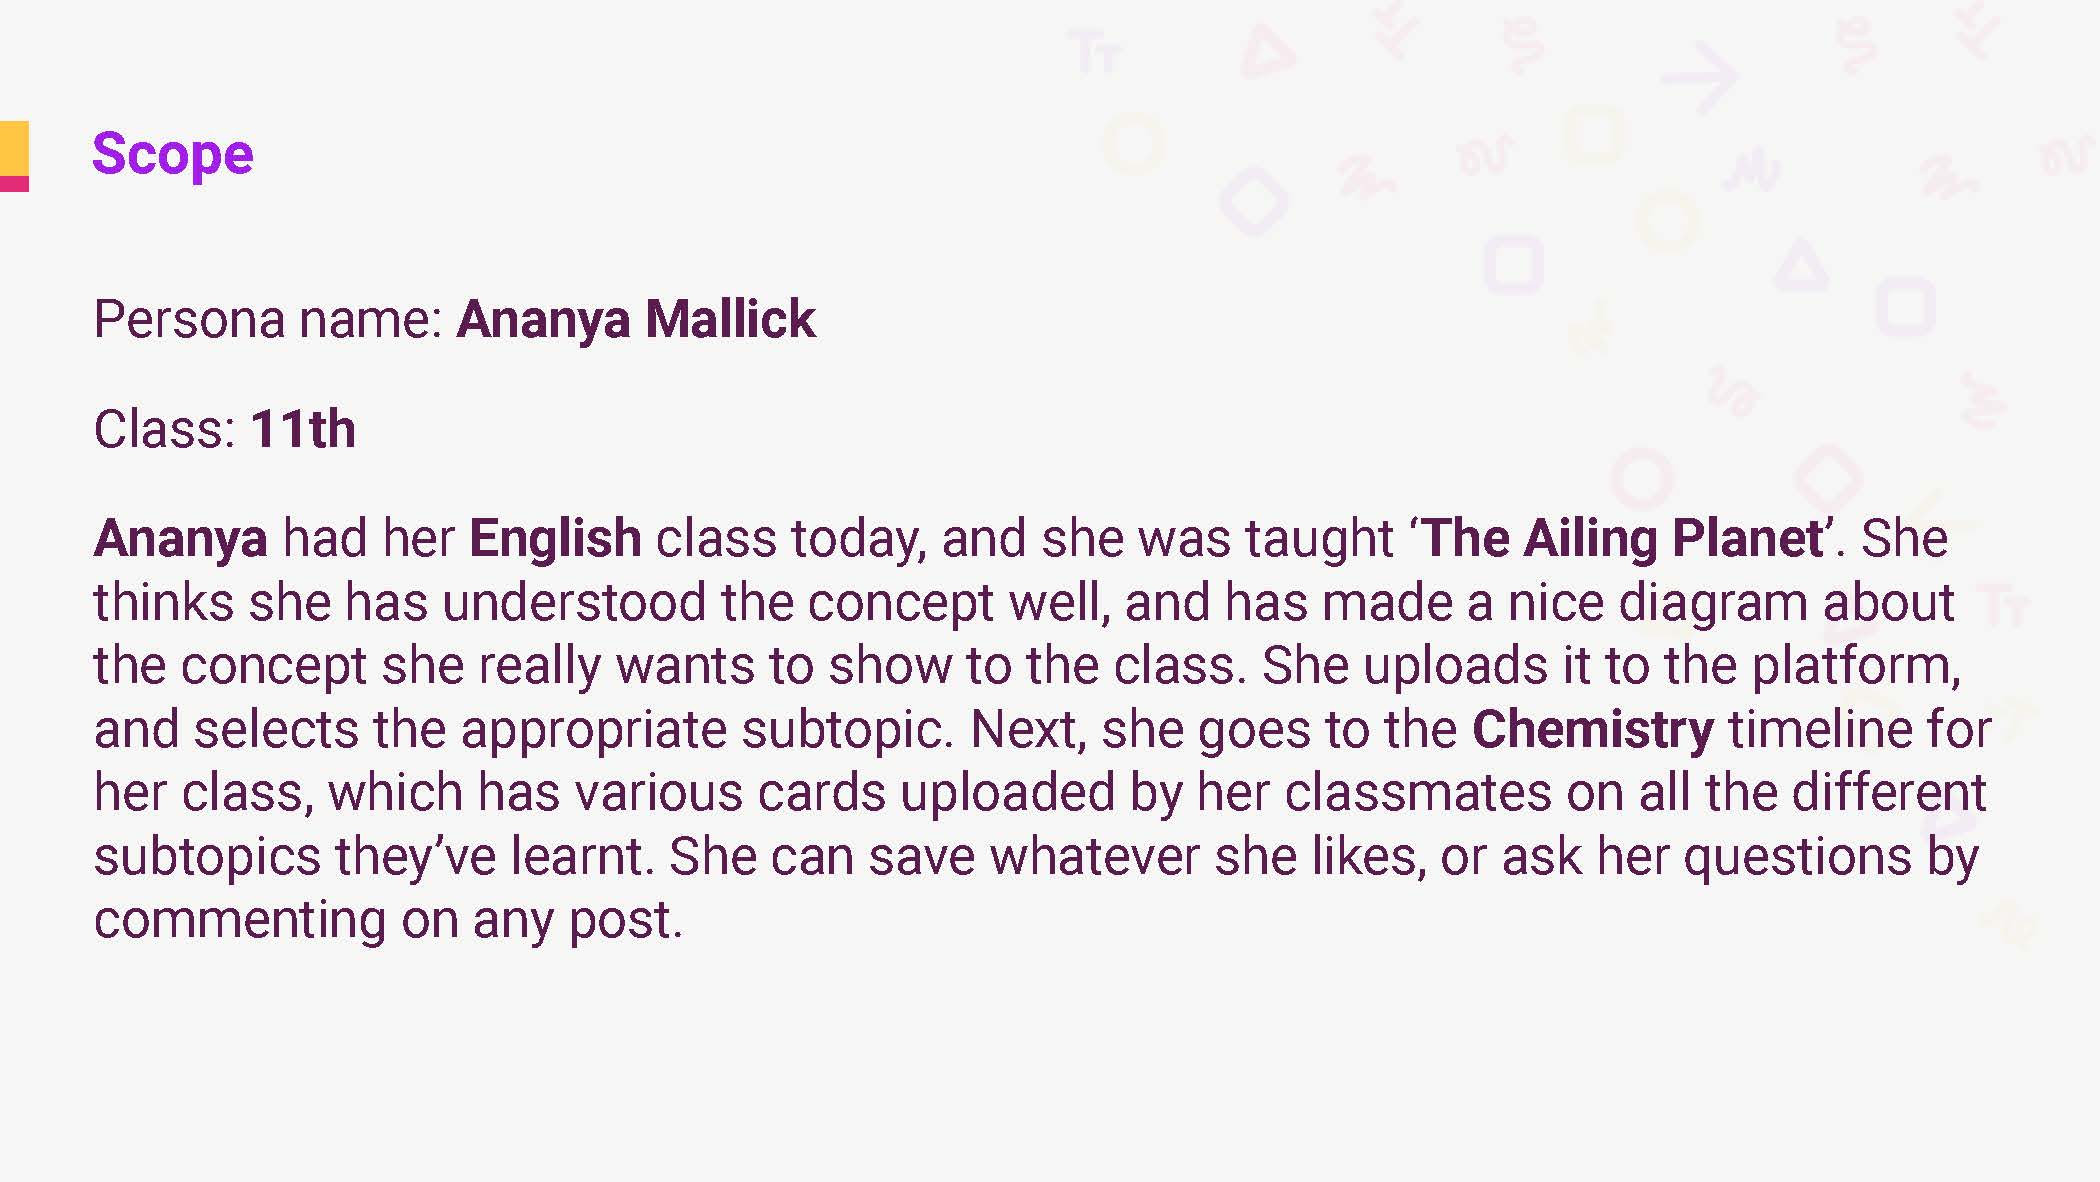 Scope
Persona name: Ananya Mallick
Class: 11th
Ananya had her English class today, and she was taught ‘The Ailing Planet’. She
thinks she has understood the concept well, and has made a nice diagram about
the concept she really wants to show to the class. She uploads it to the platform,
and selects the appropriate subtopic. Next, she goes to the Chemistry timeline for
her class, which has various cards uploaded by her classmates on all the different
subtopics they’ve learnt. She can save whatever she likes, or ask her questions by
commenting on any post.